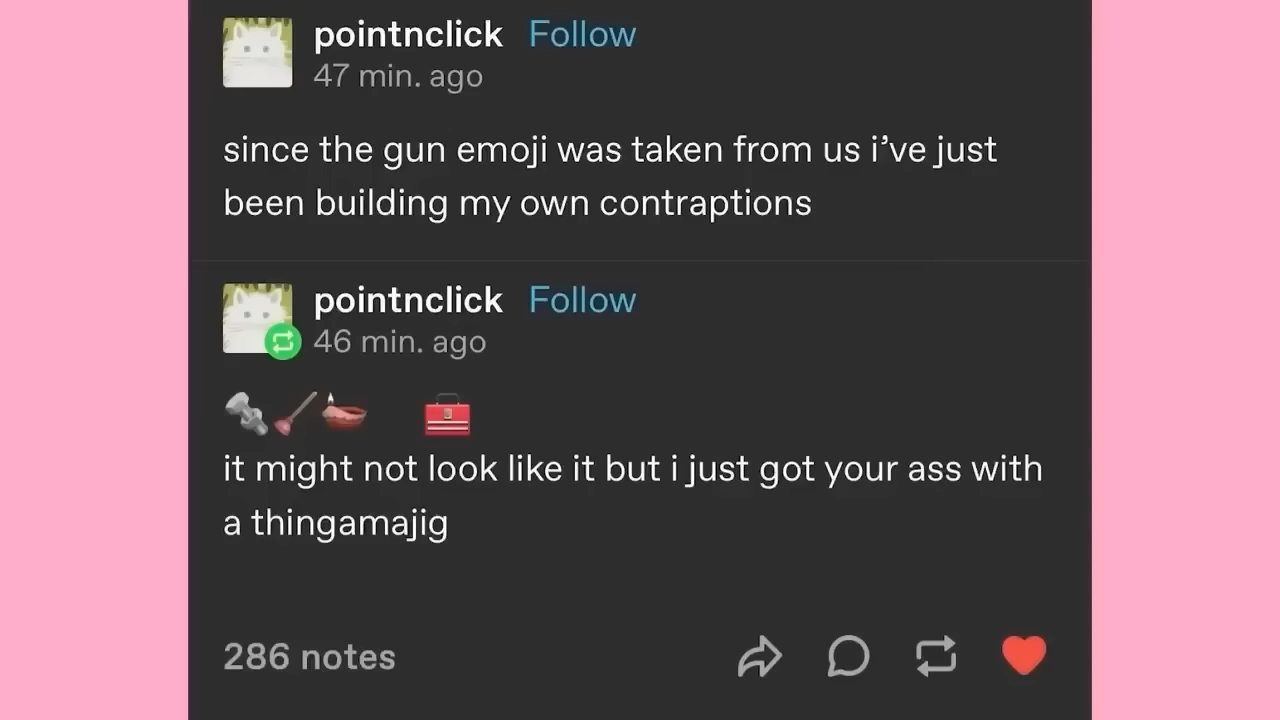 pointnclick Follow
47 min. ago
since the gun emoji was taken from us i’ve just
been building my own contraptions
pointnclick Follow
46 min. ago
🔩🪠🪔 🧰
it might not look like it but i just got your ass with
a thingamajig
286 notes